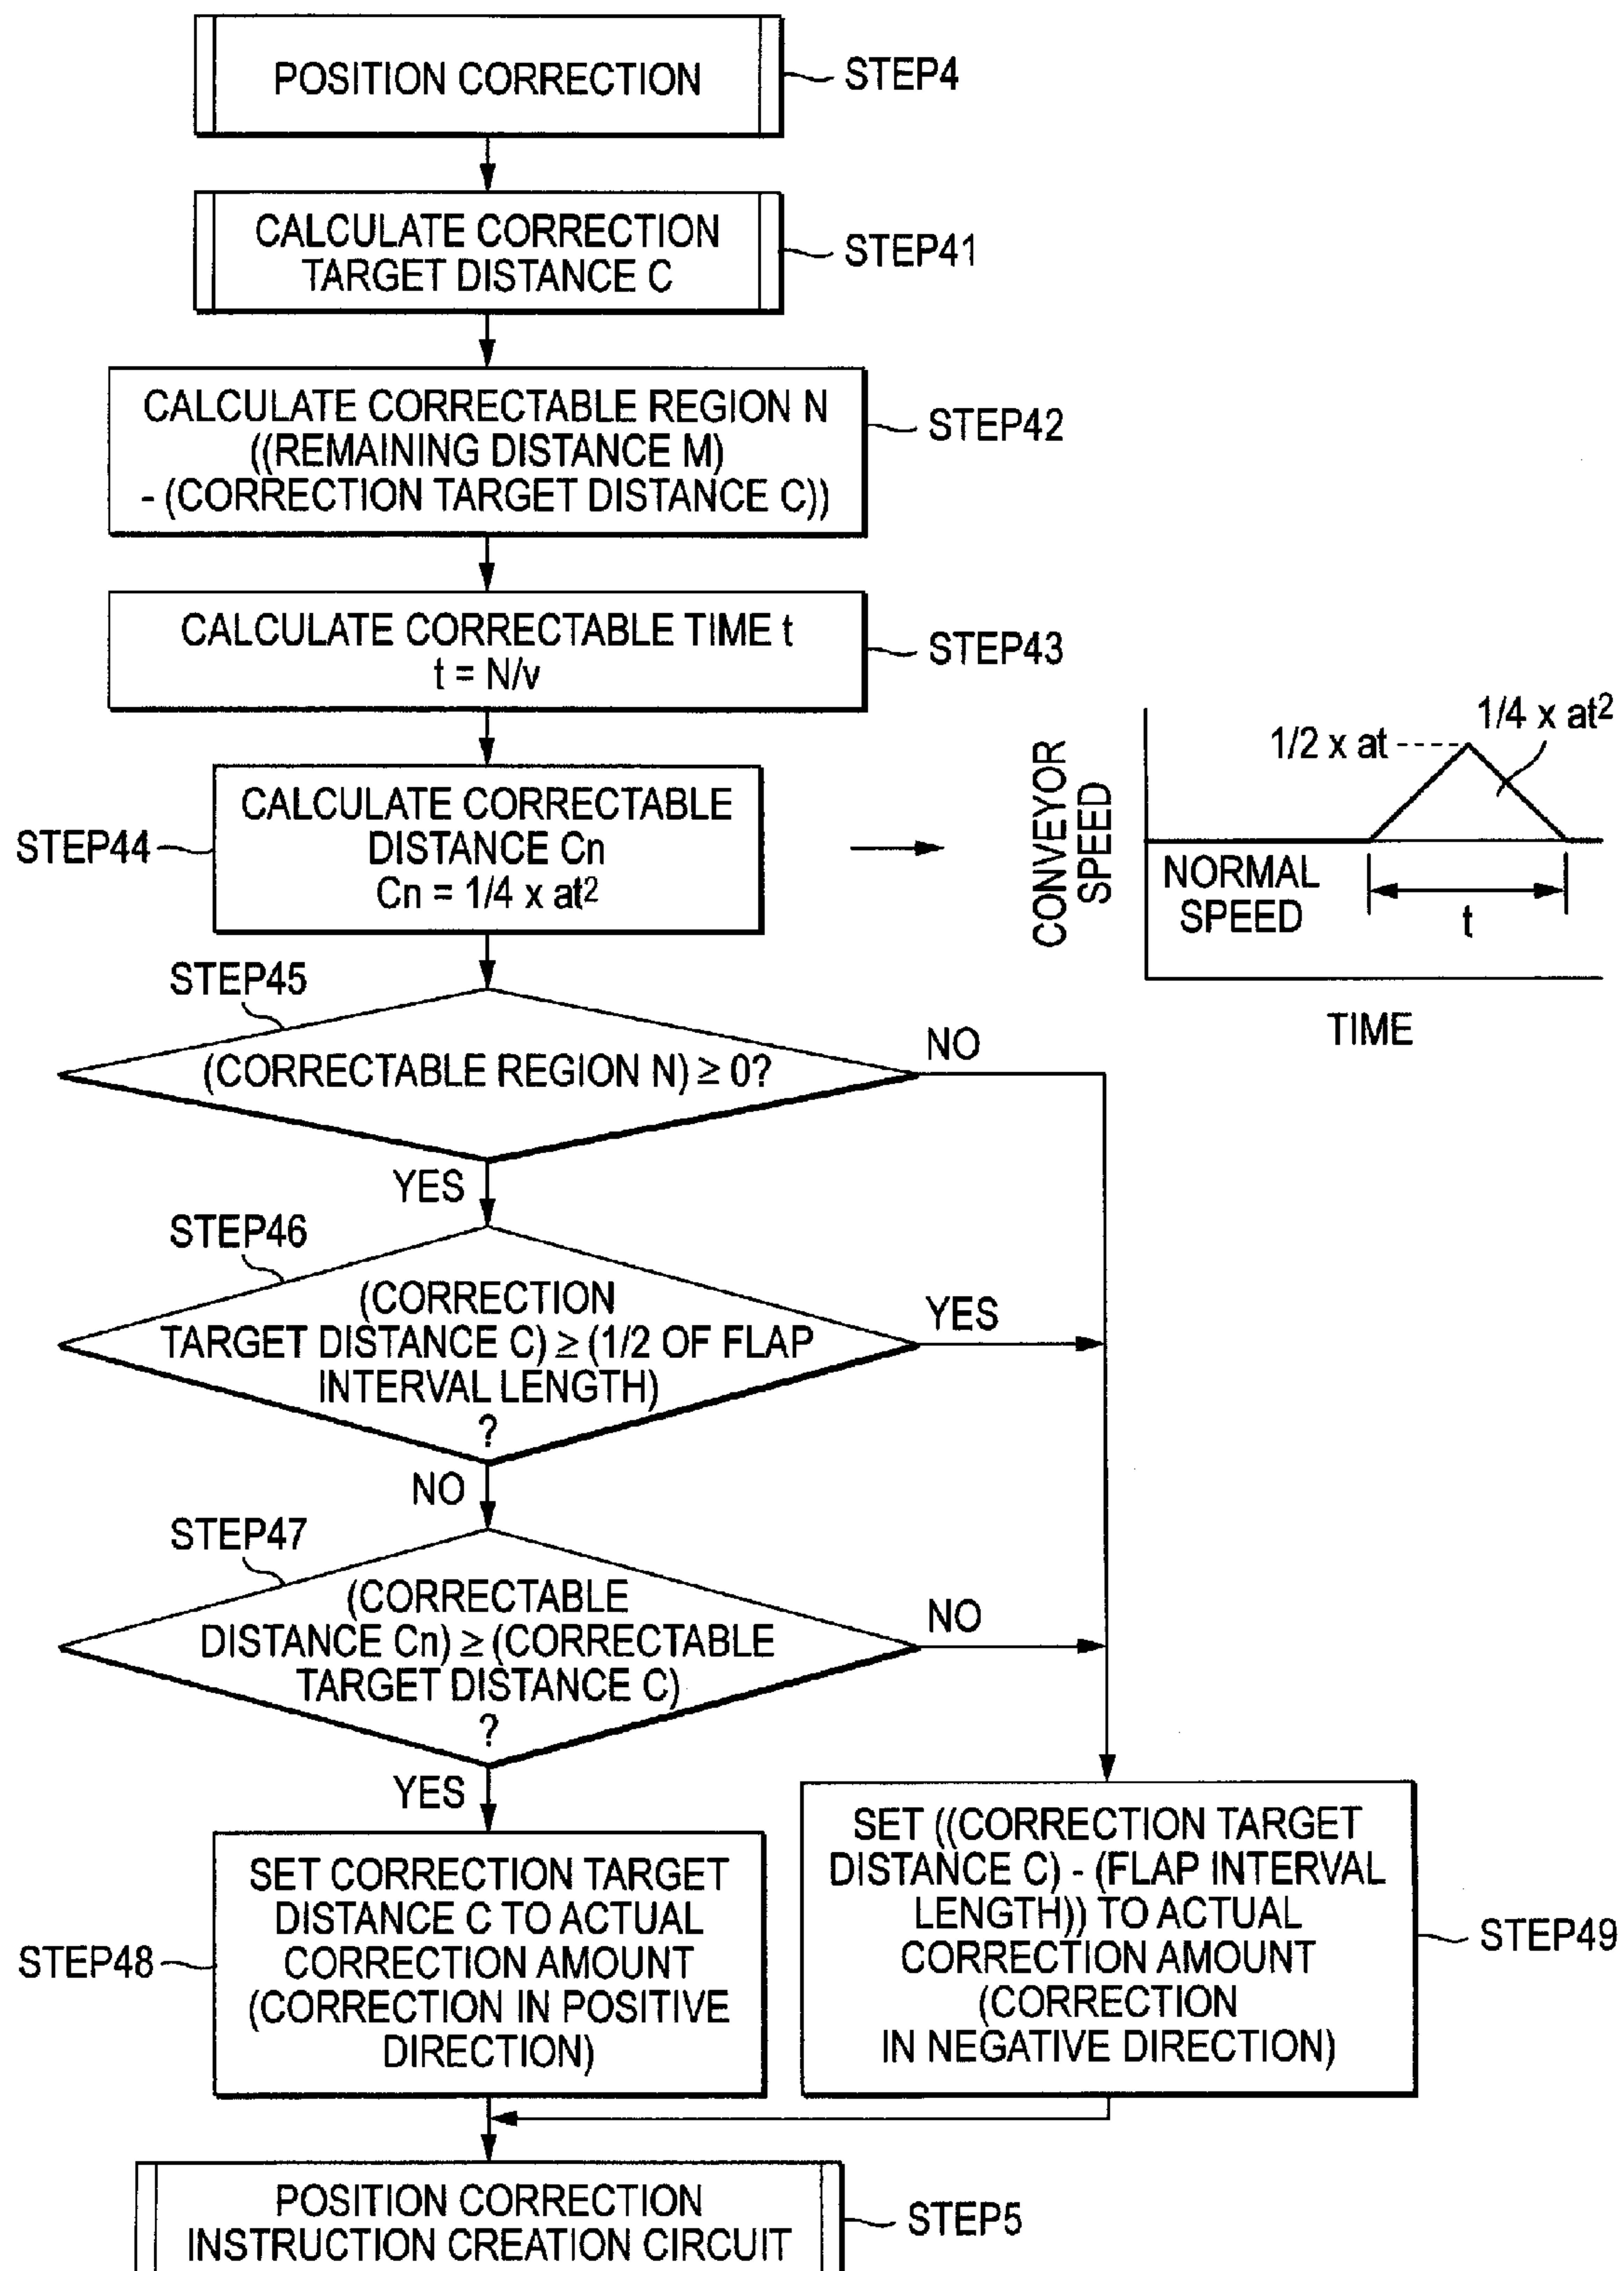 POSITION CORRECTION
STEP4
CALCULATE CORRECTION
TARGET DISTANCE C
STEP41
CALCULATE CORRECTABLE REGION N
((REMAINING DISTANCE M)
- (CORRECTION TARGET DISTANCE C))
STEP42
CALCULATE CORRECTABLE TIME t
t = N/v
STEP43
STEP44
CALCULATE CORRECTABLE
DISTANCE Cn
Cn = 1/4 x at²
CONVEYOR
SPEED
1/2 x at
1/4 x at²
NORMAL
SPEED
t
TIME
STEP45
(CORRECTABLE REGION N) ≥ 0?
NO
YES
STEP46
(CORRECTION
TARGET DISTANCE C) ≥ (1/2 OF FLAP
INTERVAL LENGTH)
?
YES
NO
STEP47
(CORRECTABLE
DISTANCE Cn) ≥ (CORRECTABLE
TARGET DISTANCE C)
?
NO
YES
STEP48
SET CORRECTION TARGET
DISTANCE C TO ACTUAL
CORRECTION AMOUNT
(CORRECTION IN POSITIVE
DIRECTION)
SET ((CORRECTION TARGET
DISTANCE C) - (FLAP INTERVAL
LENGTH)) TO ACTUAL
CORRECTION AMOUNT
(CORRECTION
IN NEGATIVE DIRECTION)
STEP49
POSITION CORRECTION
INSTRUCTION CREATION CIRCUIT
STEP5